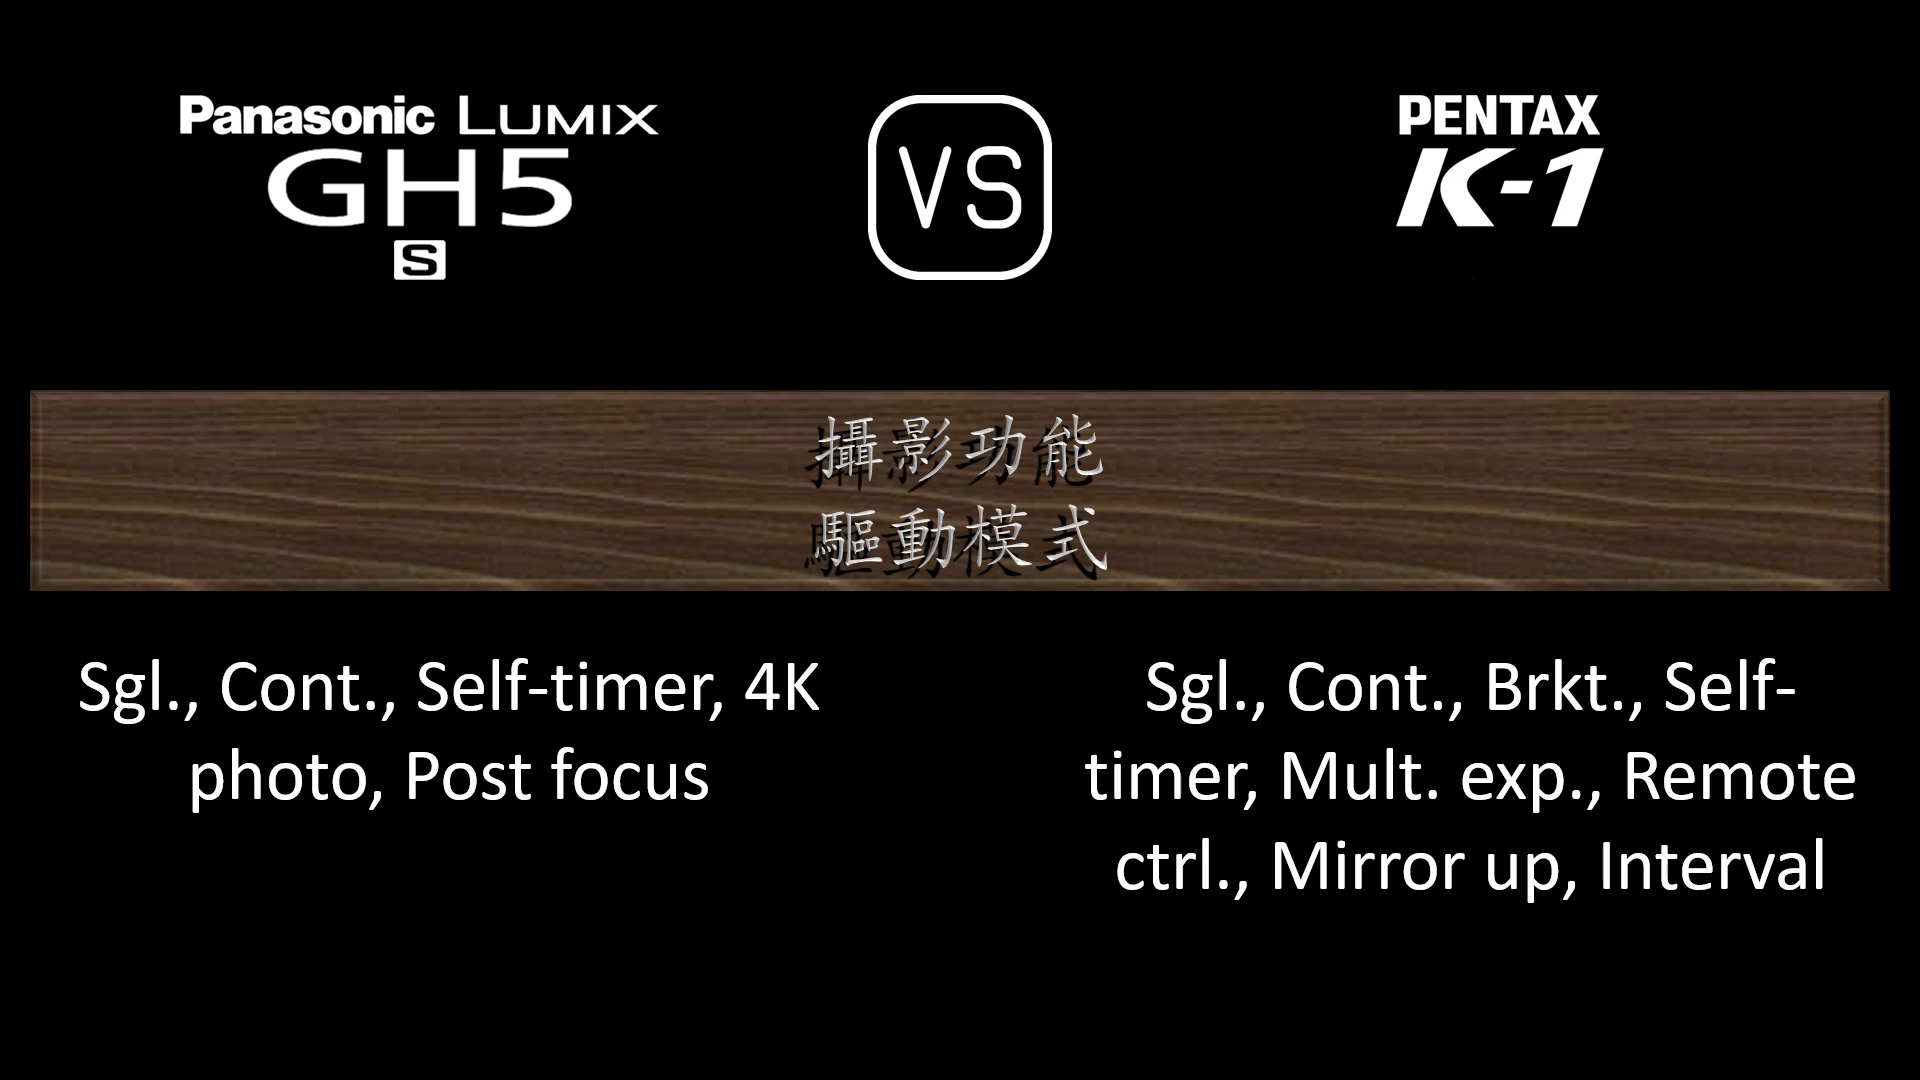 Panasonic LUMIX
GH5
S
VS
PENTAX
K-1
攝影功能
驅動模式
Sgl., Cont., Self-timer, 4K
photo, Post focus
Sgl., Cont., Brkt., Self-
timer, Mult. exp., Remote
ctrl., Mirror up, Interval